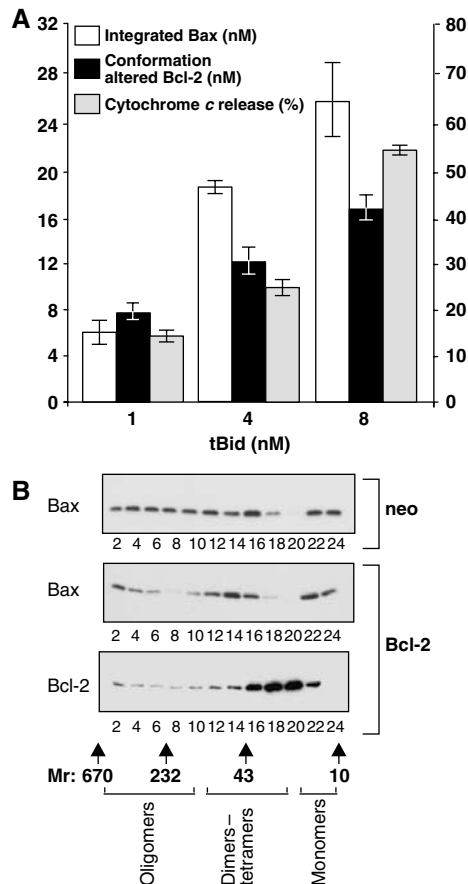 A
Integrated Bax (nM)
Conformation
altered Bcl-2 (nM)
Cytochrome c release (%)
32
28
24
20
16
12
8
4
0
80
70
60
50
40
30
20
10
0
1 4 8
tBid (nM)
B
Bax
neo
2 4 6 8 10 12 14 16 18 20 22 24
Bax
2 4 6 8 10 12 14 16 18 20 22 24
Bcl-2
Bcl-2
2 4 6 8 10 12 14 16 18 20 22 24
Mr: 670 232 43 10
Oligomers
Dimers–
tetramers
Monomers